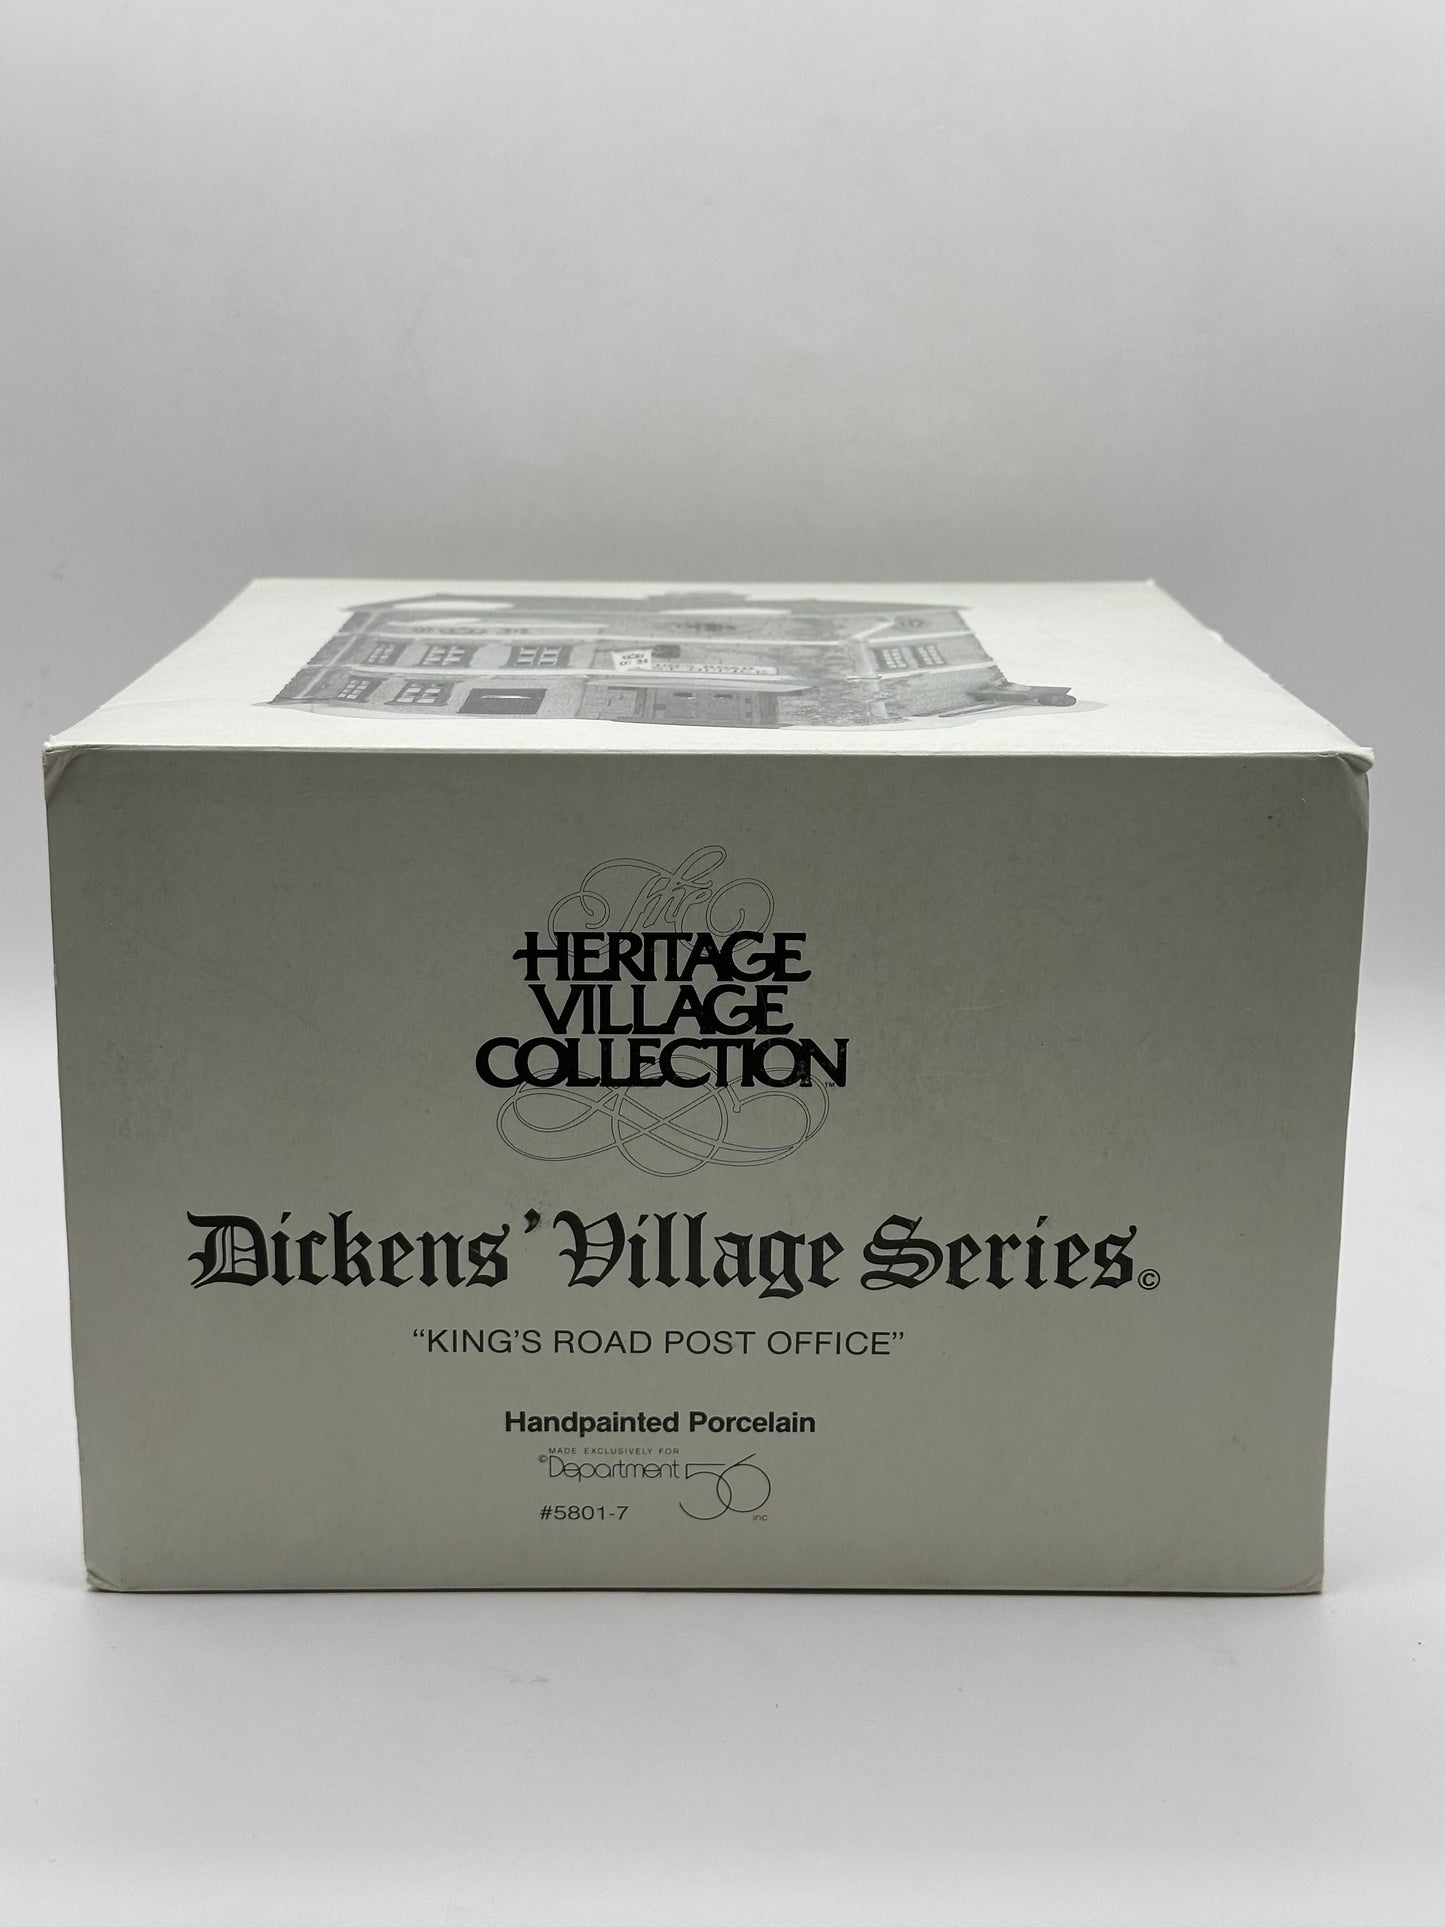 The
HERITAGE
VILLAGE
COLLECTION™
Dickens' Village Series©
“KING’S ROAD POST OFFICE”
Handpainted Porcelain
MADE EXCLUSIVELY FOR
©Department 56 inc
#5801-7